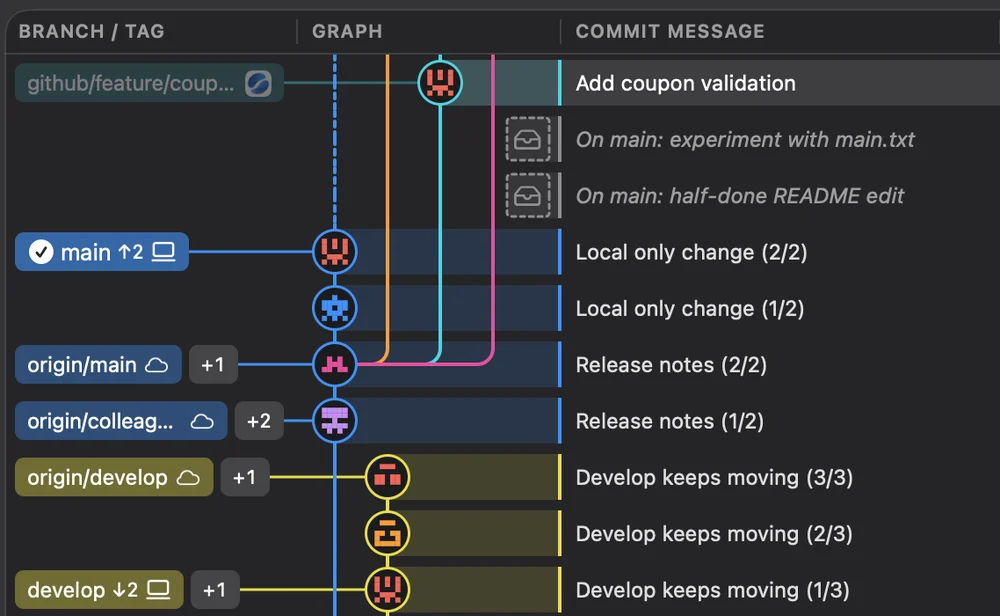 BRANCH / TAG GRAPH COMMIT MESSAGE
github/feature/coup... Add coupon validation
On main: experiment with main.txt
On main: half-done README edit
main ↑2 Local only change (2/2)
Local only change (1/2)
origin/main +1 Release notes (2/2)
origin/colleag... +2 Release notes (1/2)
origin/develop +1 Develop keeps moving (3/3)
Develop keeps moving (2/3)
develop ↓2 +1 Develop keeps moving (1/3)